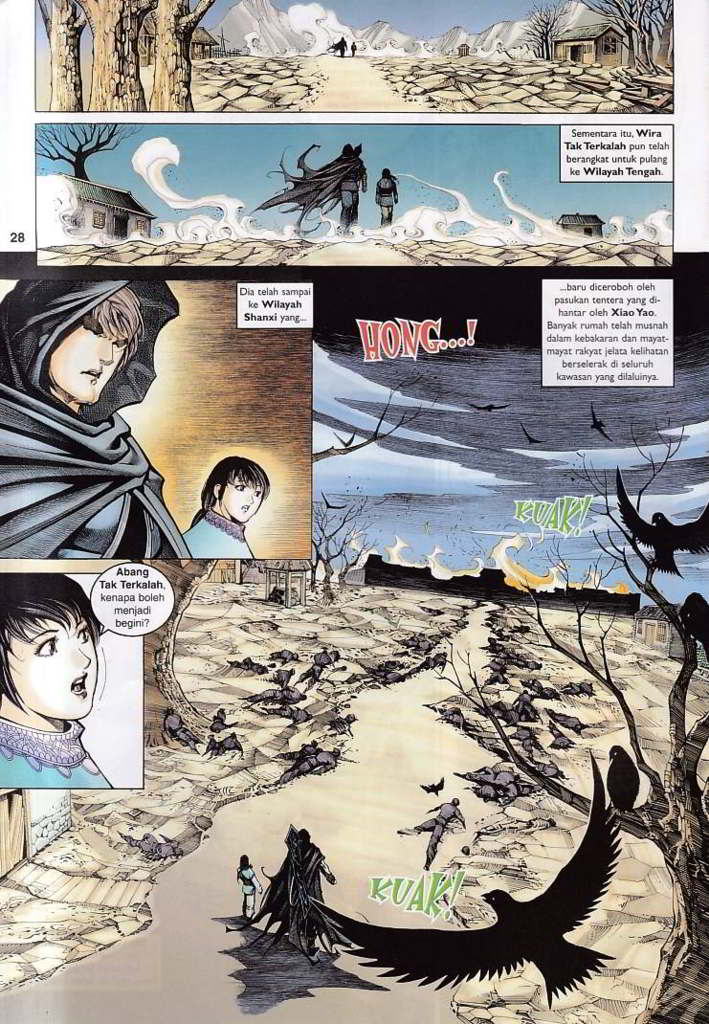 Sementara itu, Wira
Tak Terkalah pun telah
berangkat untuk pulang
ke Wilayah Tengah.
28
Dia telah sampai
ke Wilayah
Shanxi yang...
...baru diceroboh oleh
pasukan tentera yang di-
hantar oleh Xiao Yao.
Banyak rumah telah musnah
dalam kebakaran dan mayat-
mayat rakyat jelata kelihatan
berselerak di seluruh
kawasan yang dilaluinya.
HONG...!
KUAK!
Abang
Tak Terkalah,
kenapa boleh
menjadi
begini?
KUAK!